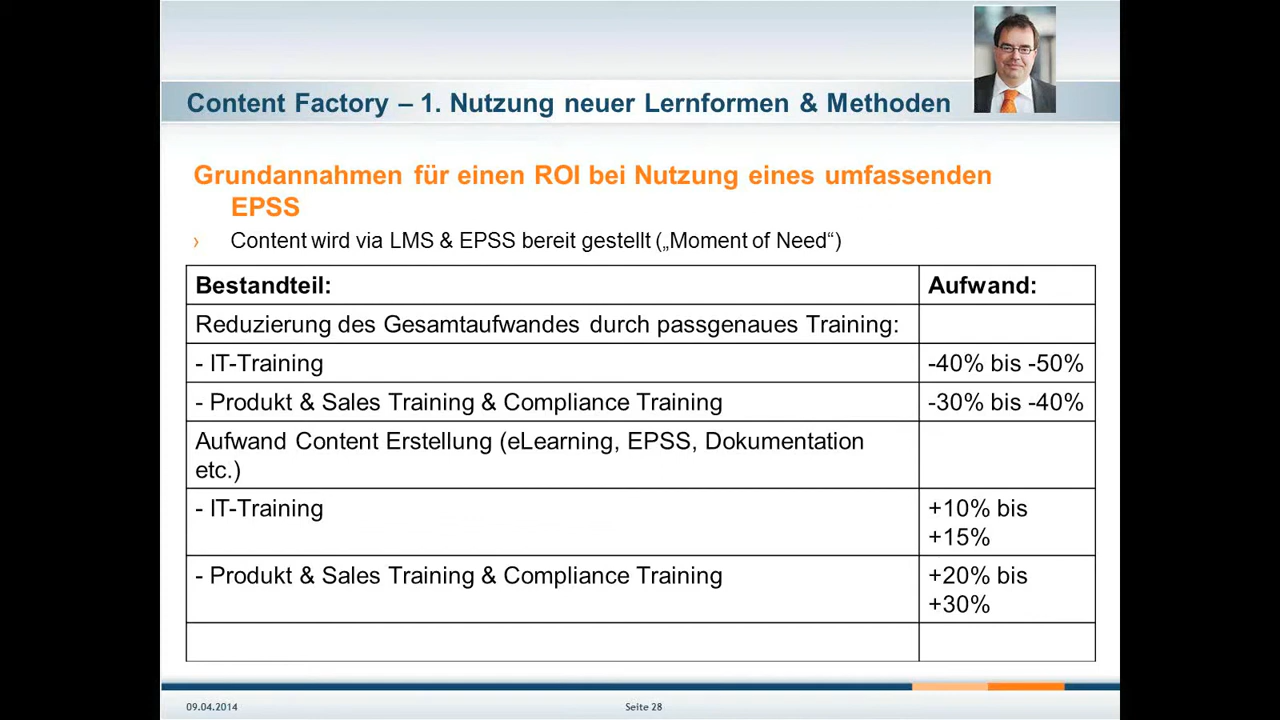 Content Factory – 1. Nutzung neuer Lernformen & Methoden
Grundannahmen für einen ROI bei Nutzung eines umfassenden
EPSS
› Content wird via LMS & EPSS bereit gestellt („Moment of Need“)
Bestandteil: Aufwand:
Reduzierung des Gesamtaufwandes durch passgenaues Training:
- IT-Training -40% bis -50%
- Produkt & Sales Training & Compliance Training -30% bis -40%
Aufwand Content Erstellung (eLearning, EPSS, Dokumentation
etc.)
- IT-Training +10% bis
+15%
- Produkt & Sales Training & Compliance Training +20% bis
+30%
09.04.2014 Seite 28